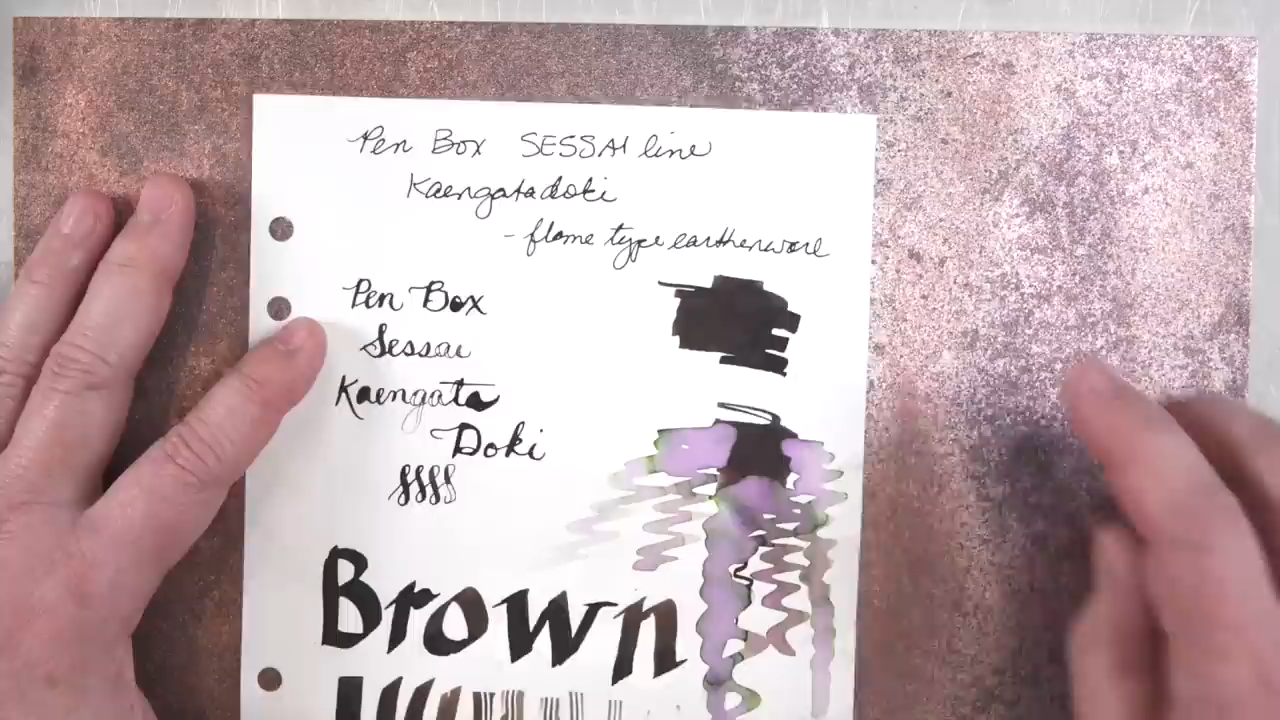 Pen Box SESSAI line
Kaengatadoki
- flame type earthenware
Pen Box
Sessai
Kaengata
Doki
Brown